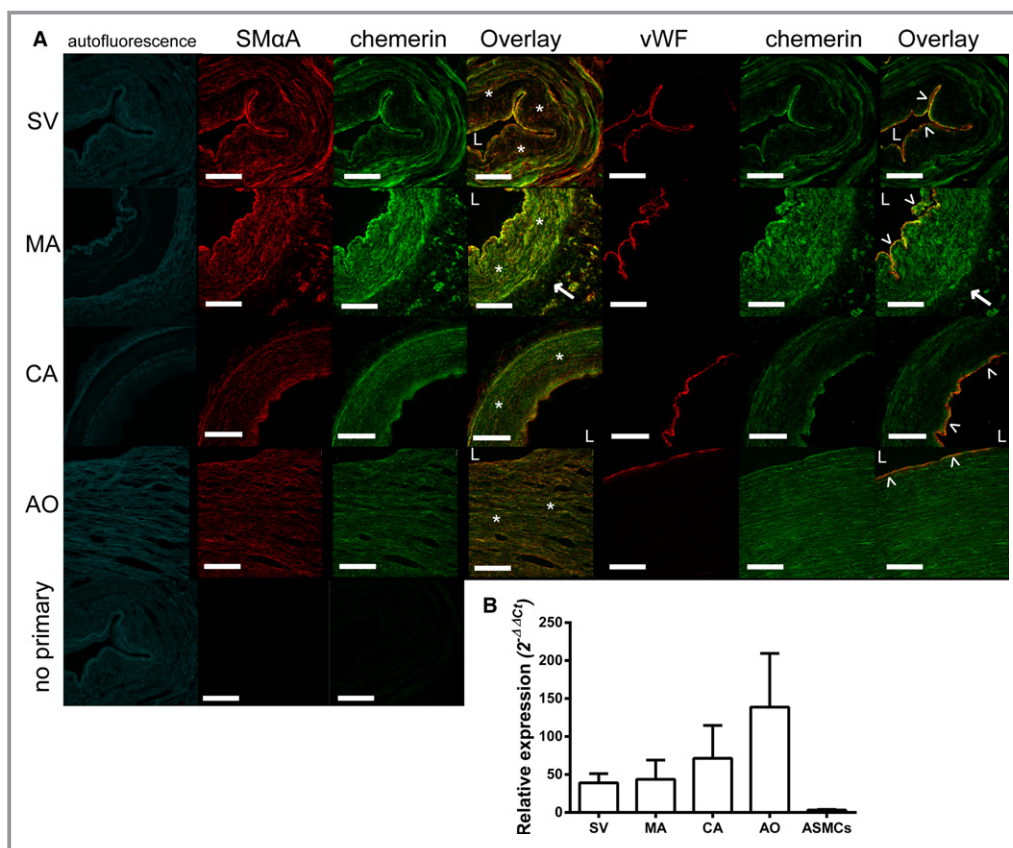 A
autofluorescence SMαA chemerin Overlay vWF chemerin Overlay
SV
* * * L
L
MA
L * *
L
CA
* * L
L
AO
L * *
L
no primary
B
Relative expression (2^-ΔΔCt)
250
200
150
100
50
0
SV MA CA AO ASMCs